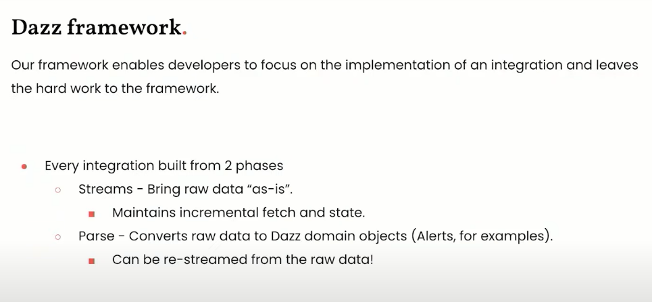 Dazz framework.
Our framework enables developers to focus on the implementation of an integration and leaves
the hard work to the framework.
Every integration built from 2 phases
Streams - Bring raw data “as-is”.
Maintains incremental fetch and state.
Parse - Converts raw data to Dazz domain objects (Alerts, for examples).
Can be re-streamed from the raw data!